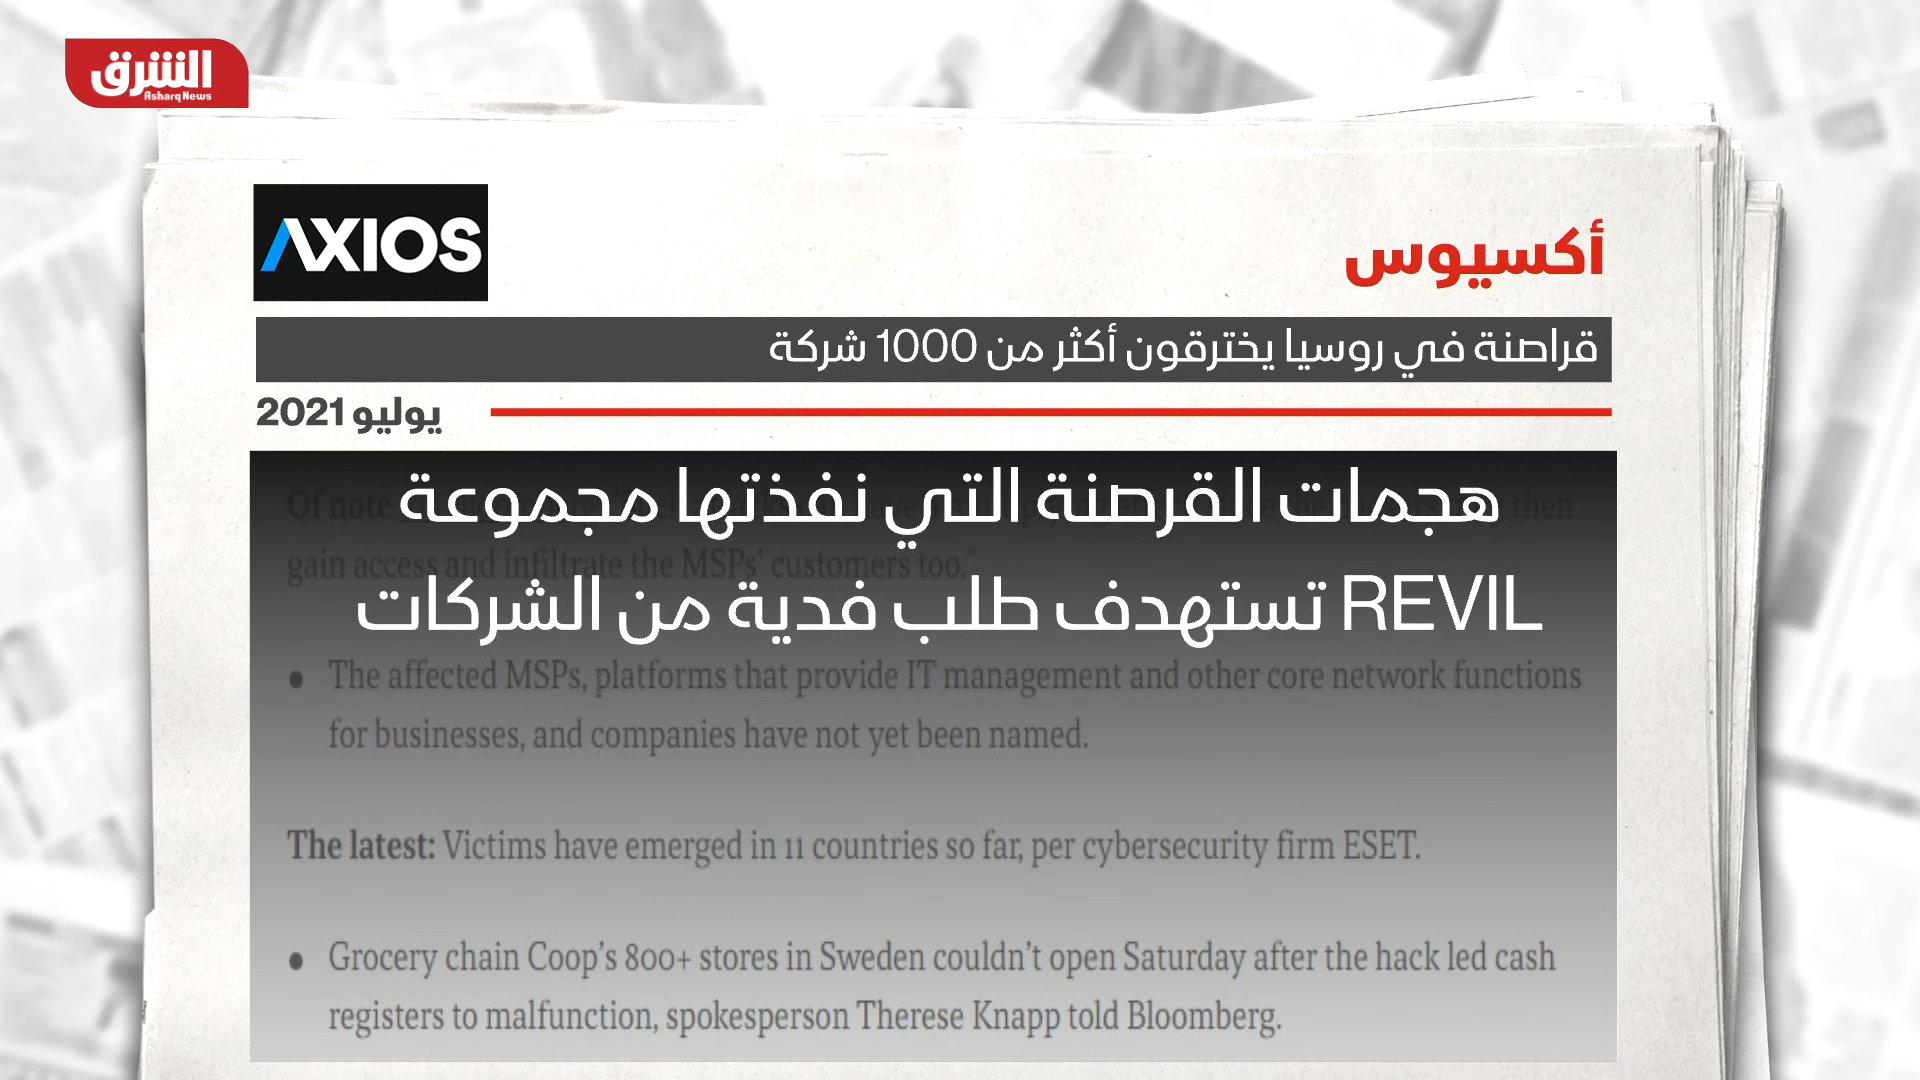 الشرق
Asharq News
AXIOS
أكسيوس
قراصنة في روسيا يخترقون أكثر من 1000 شركة
يوليو 2021
هجمات القرصنة التي نفذتها مجموعة
REVIL تستهدف طلب فدية من الشركات
Of note
then
gain access and infiltrate the MSPs' customers too."
• The affected MSPs, platforms that provide IT management and other core network functions
for businesses, and companies have not yet been named.
The latest: Victims have emerged in 11 countries so far, per cybersecurity firm ESET.
• Grocery chain Coop's 800+ stores in Sweden couldn't open Saturday after the hack led cash
registers to malfunction, spokesperson Therese Knapp told Bloomberg.